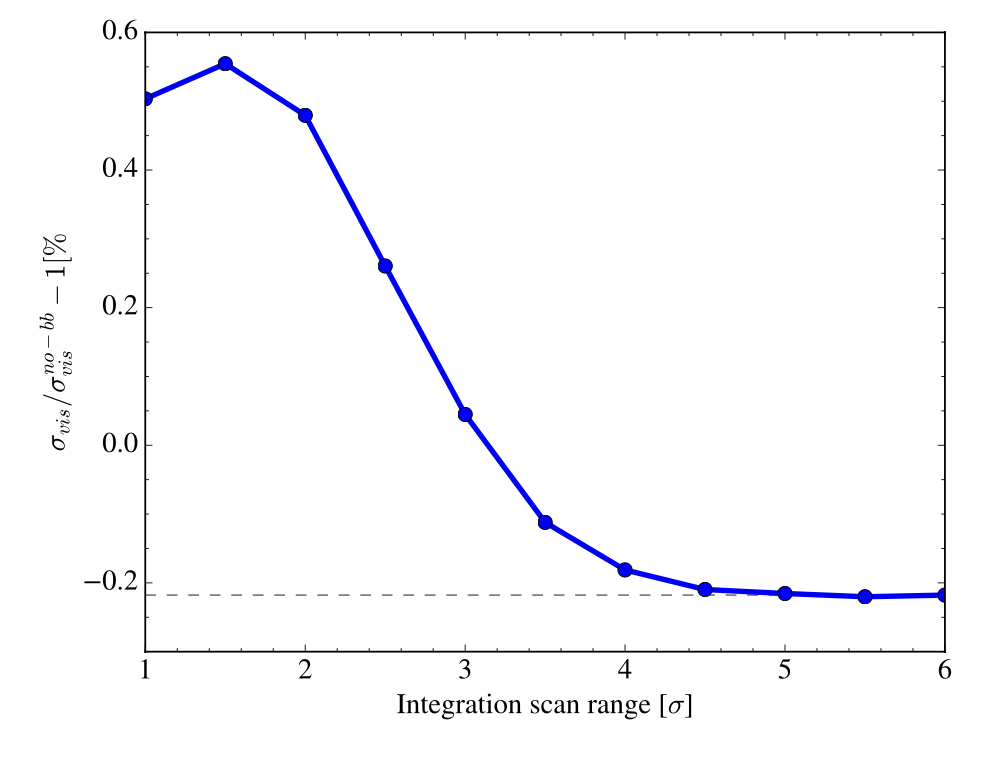 0.6
0.4
0.2
0.0
−0.2
σ_vis/σ_vis^{no−bb} − 1[%
1 2 3 4 5 6
Integration scan range [σ]